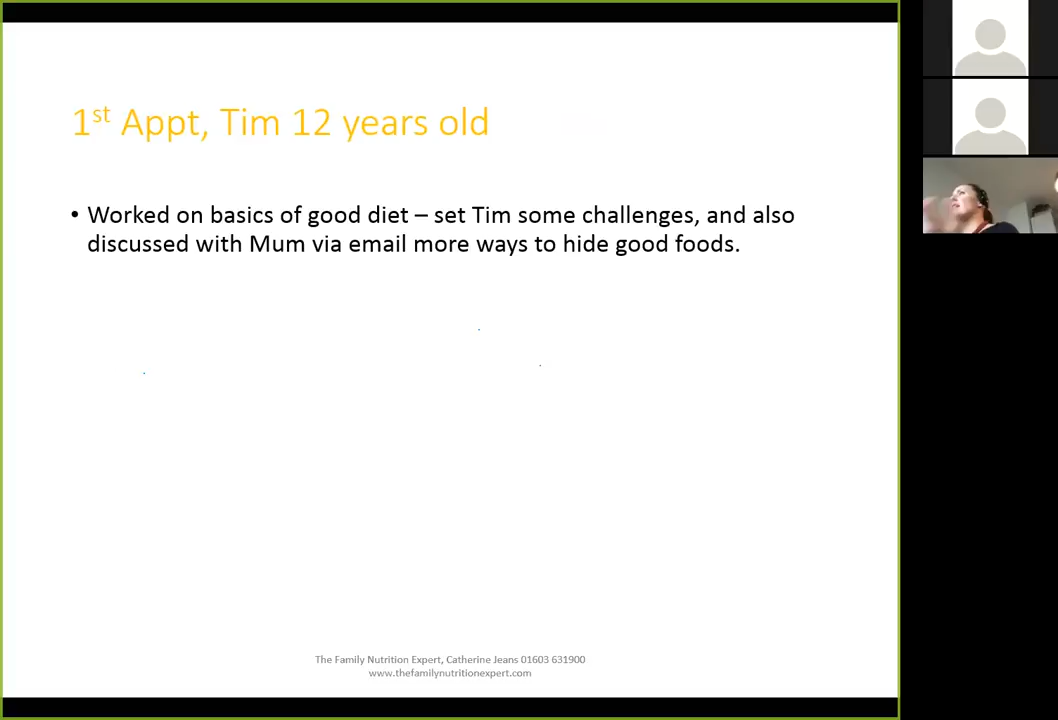 1st Appt, Tim 12 years old
• Worked on basics of good diet – set Tim some challenges, and also
discussed with Mum via email more ways to hide good foods.
The Family Nutrition Expert, Catherine Jeans 01603 631900
www.thefamilynutritionexpert.com